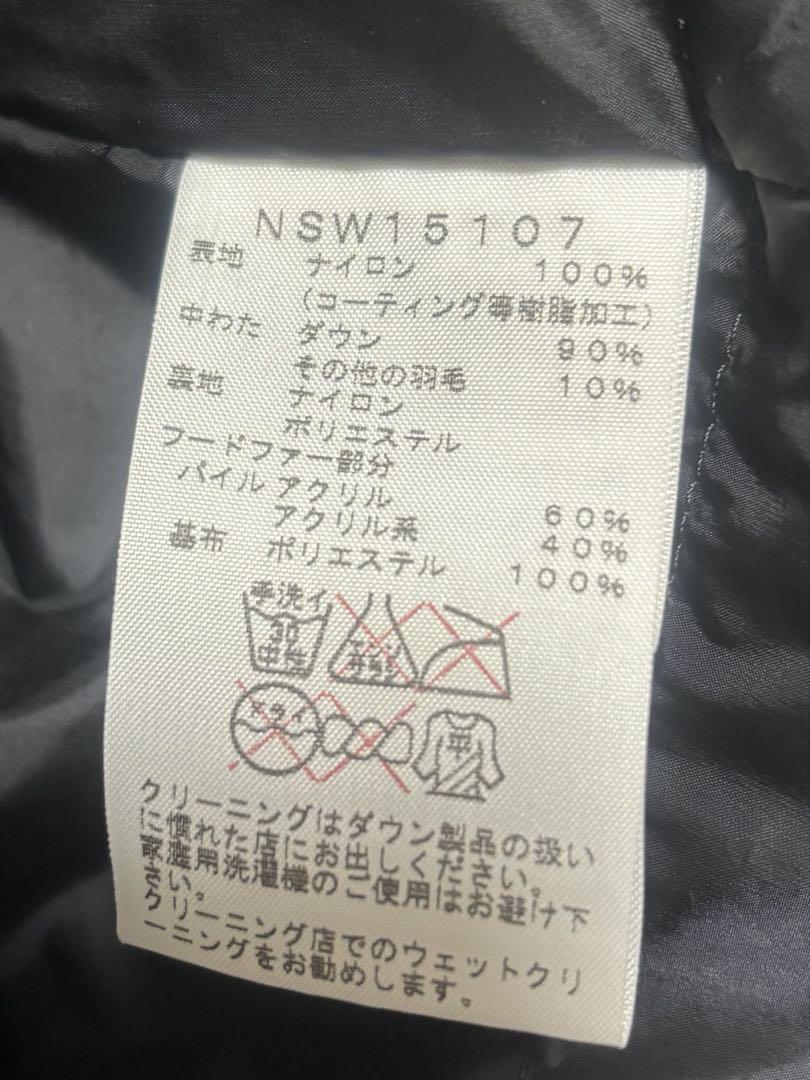 NSW15107
表地 ナイロン 100%
(コーティング等樹脂加工)
中わた ダウン 90%
その他の羽毛 10%
裏地 ナイロン
ポリエステル
フードファー部分
パイル アクリル 60%
アクリル系 40%
基布 ポリエステル 100%
手洗イ
30
中性
エンソ
サラシ
ドライ
平
クリーニングはダウン製品の扱い
に慣れた店にお出しください。
家庭用洗濯機のご使用はお避け下
さい。
クリーニング店でのウェットクリ
ーニングをお勧めします。